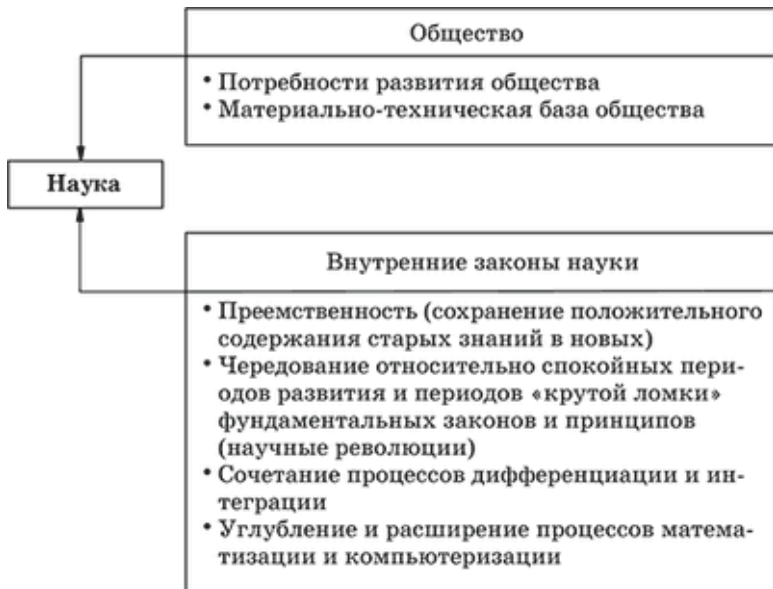 Общество
• Потребности развития общества
• Материально-техническая база общества
Наука
Внутренние законы науки
• Преемственность (сохранение положительного
содержания старых знаний в новых)
• Чередование относительно спокойных пери-
одов развития и периодов «крутой ломки»
фундаментальных законов и принципов
(научные революции)
• Сочетание процессов дифференциации и ин-
теграции
• Углубление и расширение процессов матема-
тизации и компьютеризации